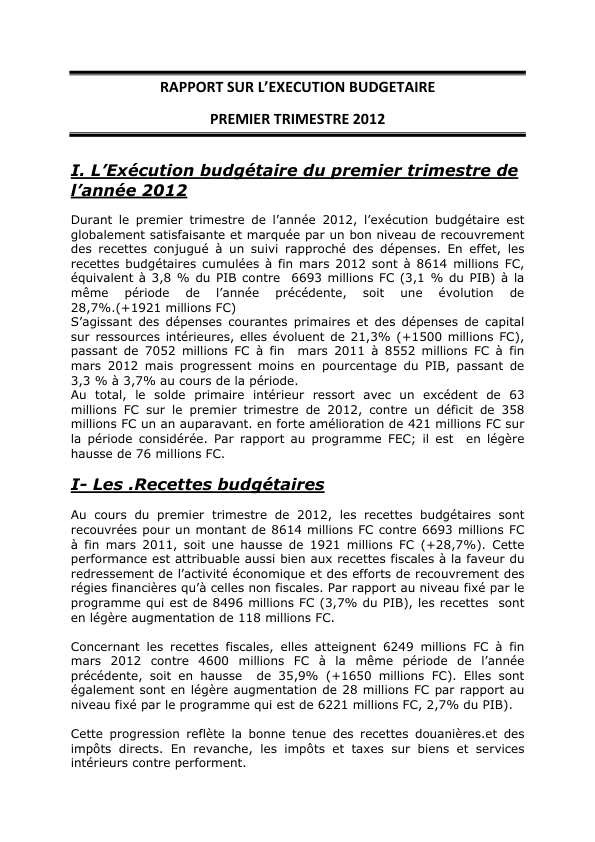 RAPPORT SUR L’EXECUTION BUDGETAIRE
PREMIER TRIMESTRE 2012
I. L’Exécution budgétaire du premier trimestre de
l’année 2012
Durant le premier trimestre de l’année 2012, l’exécution budgétaire est
globalement satisfaisante et marquée par un bon niveau de recouvrement
des recettes conjugué à un suivi rapproché des dépenses. En effet, les
recettes budgétaires cumulées à fin mars 2012 sont à 8614 millions FC,
équivalent à 3,8 % du PIB contre 6693 millions FC (3,1 % du PIB) à la
même période de l’année précédente, soit une évolution de
28,7%.(+1921 millions FC)
S’agissant des dépenses courantes primaires et des dépenses de capital
sur ressources intérieures, elles évoluent de 21,3% (+1500 millions FC),
passant de 7052 millions FC à fin mars 2011 à 8552 millions FC à fin
mars 2012 mais progressent moins en pourcentage du PIB, passant de
3,3 % à 3,7% au cours de la période.
Au total, le solde primaire intérieur ressort avec un excédent de 63
millions FC sur le premier trimestre de 2012, contre un déficit de 358
millions FC un an auparavant. en forte amélioration de 421 millions FC sur
la période considérée. Par rapport au programme FEC; il est en légère
hausse de 76 millions FC.
I- Les .Recettes budgétaires
Au cours du premier trimestre de 2012, les recettes budgétaires sont
recouvrées pour un montant de 8614 millions FC contre 6693 millions FC
à fin mars 2011, soit une hausse de 1921 millions FC (+28,7%). Cette
performance est attribuable aussi bien aux recettes fiscales à la faveur du
redressement de l’activité économique et des efforts de recouvrement des
régies financières qu’à celles non fiscales. Par rapport au niveau fixé par le
programme qui est de 8496 millions FC (3,7% du PIB), les recettes sont
en légère augmentation de 118 millions FC.
Concernant les recettes fiscales, elles atteignent 6249 millions FC à fin
mars 2012 contre 4600 millions FC à la même période de l’année
précédente, soit en hausse de 35,9% (+1650 millions FC). Elles sont
également sont en légère augmentation de 28 millions FC par rapport au
niveau fixé par le programme qui est de 6221 millions FC, 2,7% du PIB).
Cette progression reflète la bonne tenue des recettes douanières.et des
impôts directs. En revanche, les impôts et taxes sur biens et services
intérieurs contre performent.